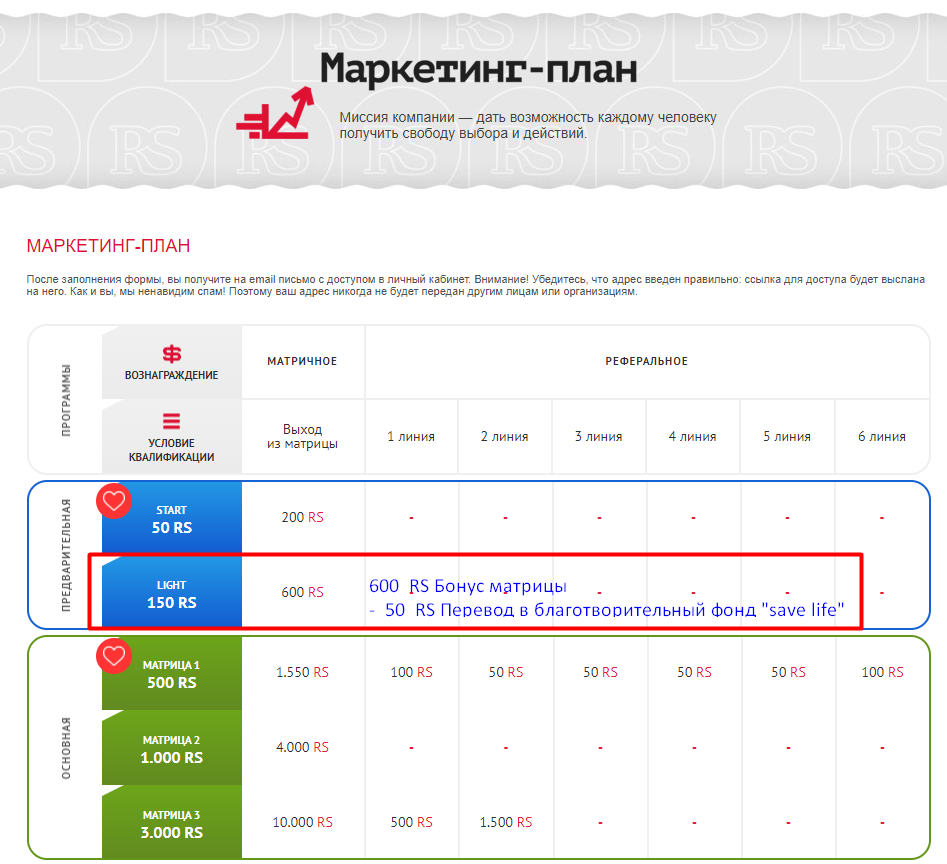 Маркетинг-план
Миссия компании — дать возможность каждому человеку
получить свободу выбора и действий.
МАРКЕТИНГ-ПЛАН
После заполнения формы, вы получите на email письмо с доступом в личный кабинет. Внимание! Убедитесь, что адрес введен правильно: ссылка для доступа будет выслана
на него. Как и вы, мы ненавидим спам! Поэтому ваш адрес никогда не будет передан другим лицам или организациям.
ПРОГРАММЫ
ВОЗНАГРАЖДЕНИЕ
МАТРИЧНОЕ
РЕФЕРАЛЬНОЕ
УСЛОВИЕ
КВАЛИФИКАЦИИ
Выход
из матрицы
1 линия
2 линия
3 линия
4 линия
5 линия
6 линия
ПРЕДВАРИТЕЛЬНАЯ
START
50 RS
200 RS
- - - - - -
LIGHT
150 RS
600 RS
600 RS Бонус матрицы
- 50 RS Перевод в благотворительный фонд "save life"
- - - - - -
ОСНОВНАЯ
МАТРИЦА 1
500 RS
1.550 RS
100 RS
50 RS
50 RS
50 RS
50 RS
100 RS
МАТРИЦА 2
1.000 RS
4.000 RS
- - - - - -
МАТРИЦА 3
3.000 RS
10.000 RS
500 RS
1.500 RS
- - - -